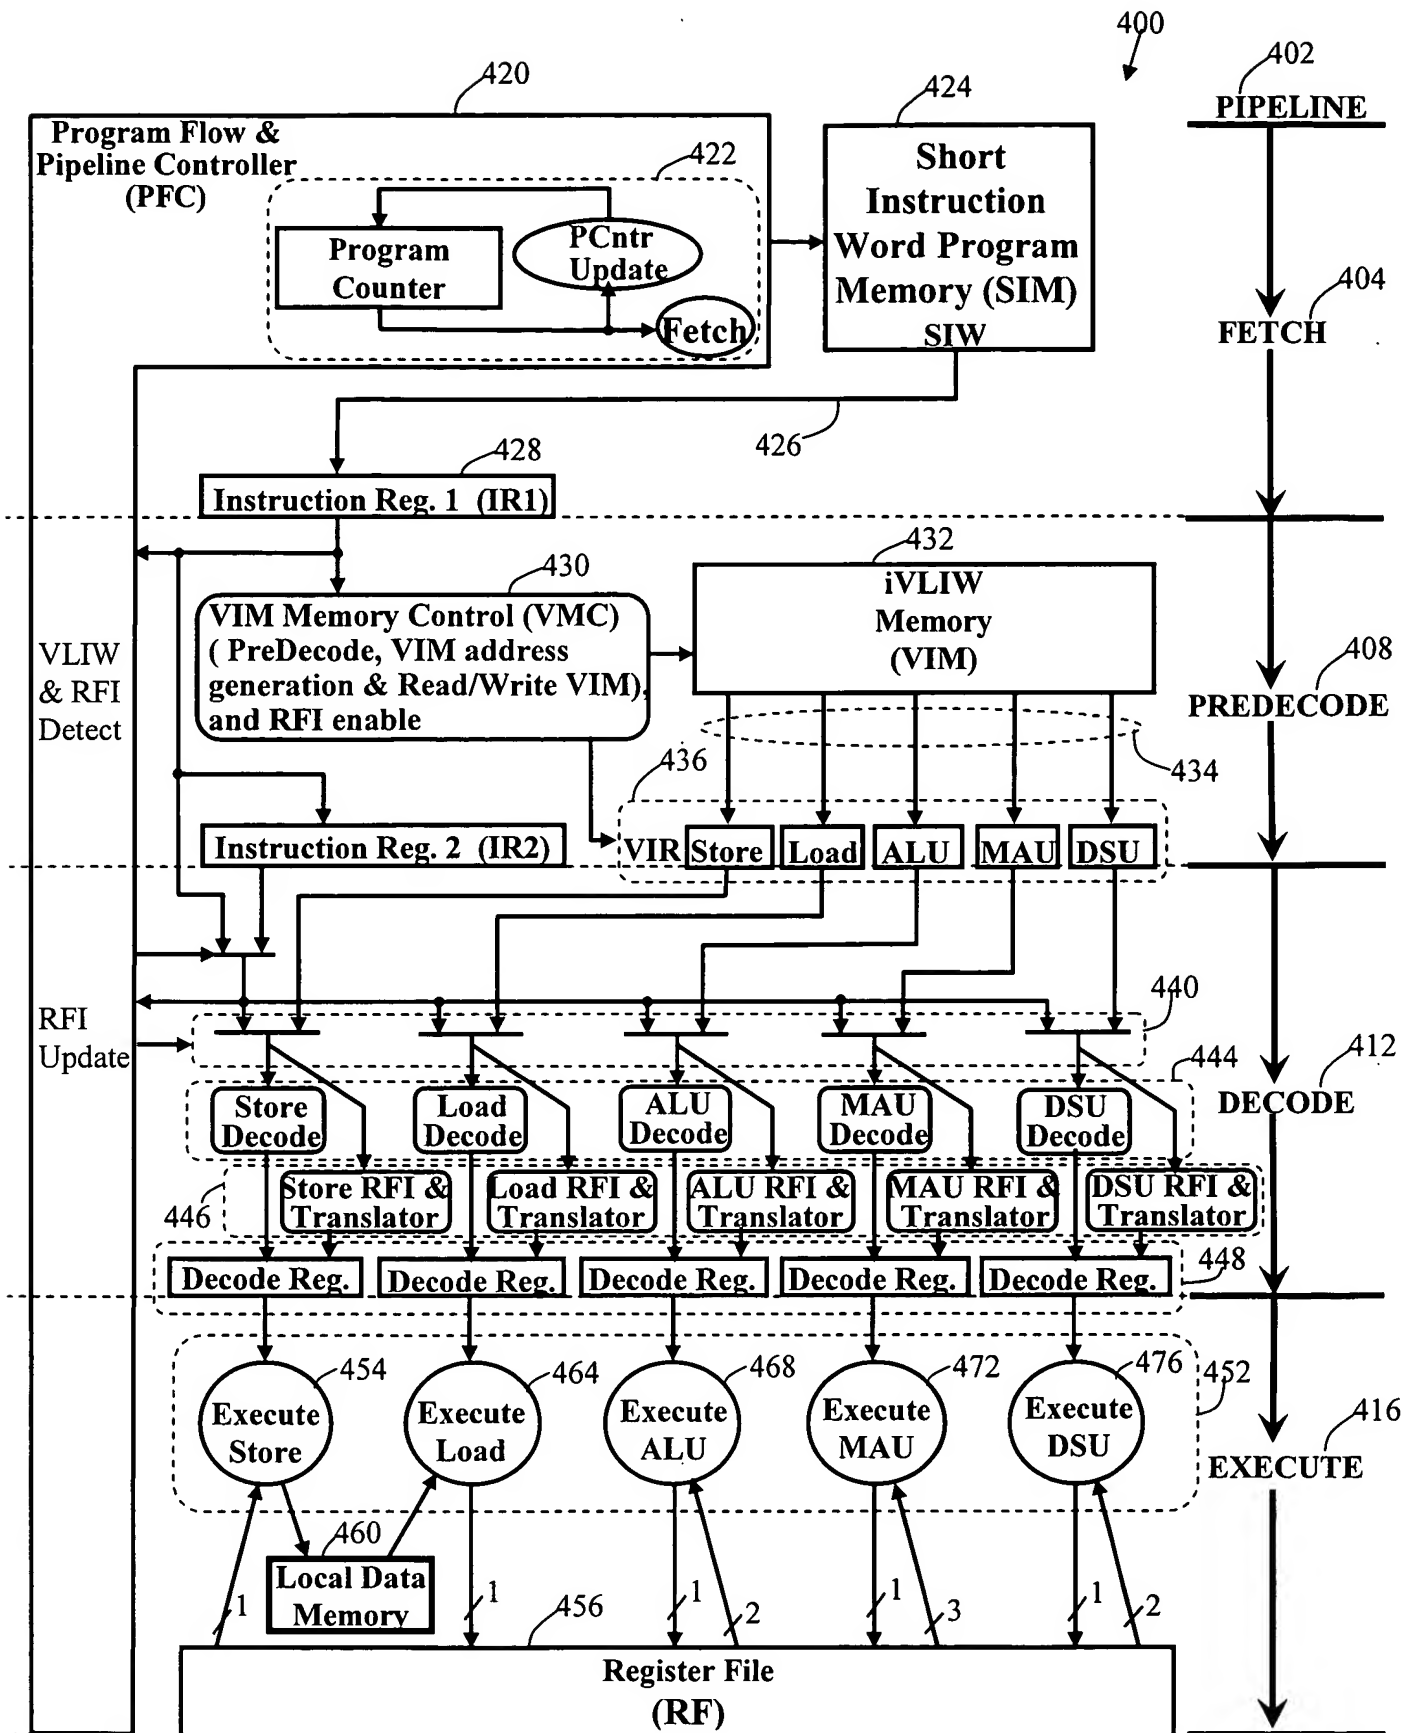 400
402
PIPELINE
420
424
Program Flow &
Pipeline Controller
(PFC)
422
Short
Instruction
Word Program
Memory (SIM)
SIW
PCntr
Update
Program
Counter
Fetch
404
FETCH
426
428
Instruction Reg. 1 (IR1)
430
432
VIM Memory Control (VMC)
( PreDecode, VIM address
generation & Read/Write VIM),
and RFI enable
iVLIW
Memory
(VIM)
VLIW
& RFI
Detect
408
PREDECODE
434
436
Instruction Reg. 2 (IR2)
VIR
Store
Load
ALU
MAU
DSU
440
RFI
Update
444
412
DECODE
Store
Decode
Load
Decode
ALU
Decode
MAU
Decode
DSU
Decode
446
Store RFI &
Translator
Load RFI &
Translator
ALU RFI &
Translator
MAU RFI &
Translator
DSU RFI &
Translator
448
Decode Reg.
Decode Reg.
Decode Reg.
Decode Reg.
Decode Reg.
454
464
468
472
476
452
Execute
Store
Execute
Load
Execute
ALU
Execute
MAU
Execute
DSU
416
EXECUTE
460
Local Data
Memory
1
1
456
1
2
1
3
1
2
Register File
(RF)